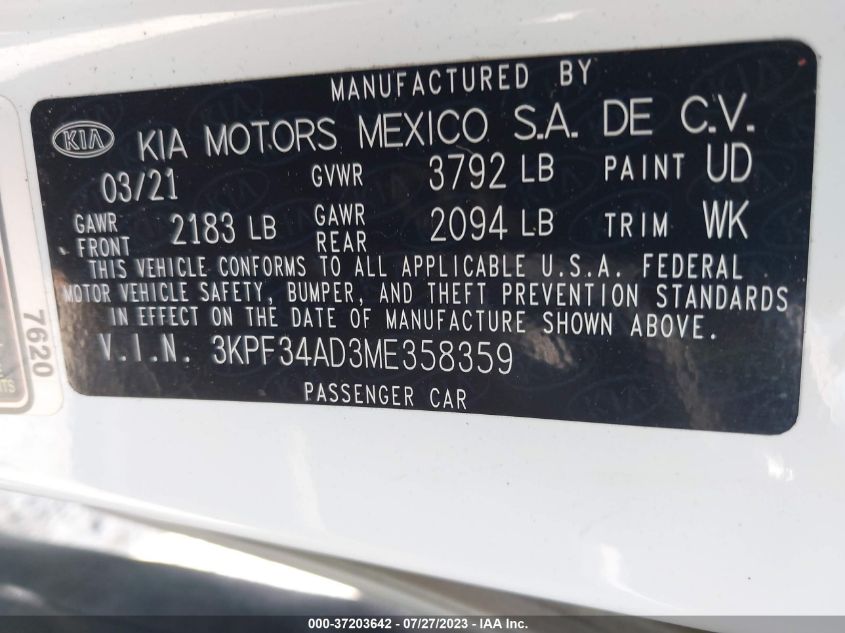 MANUFACTURED BY
KIA KIA MOTORS MEXICO S.A. DE C.V.
03/21 GVWR 3792 LB PAINT UD
GAWR FRONT 2183 LB GAWR REAR 2094 LB TRIM WK
THIS VEHICLE CONFORMS TO ALL APPLICABLE U.S.A. FEDERAL
MOTOR VEHICLE SAFETY, BUMPER, AND THEFT PREVENTION STANDARDS
IN EFFECT ON THE DATE OF MANUFACTURE SHOWN ABOVE.
V.I.N. 3KPF34AD3ME358359
PASSENGER CAR
7620
000-37203642 / 07/27/2023 / © IAA Inc.